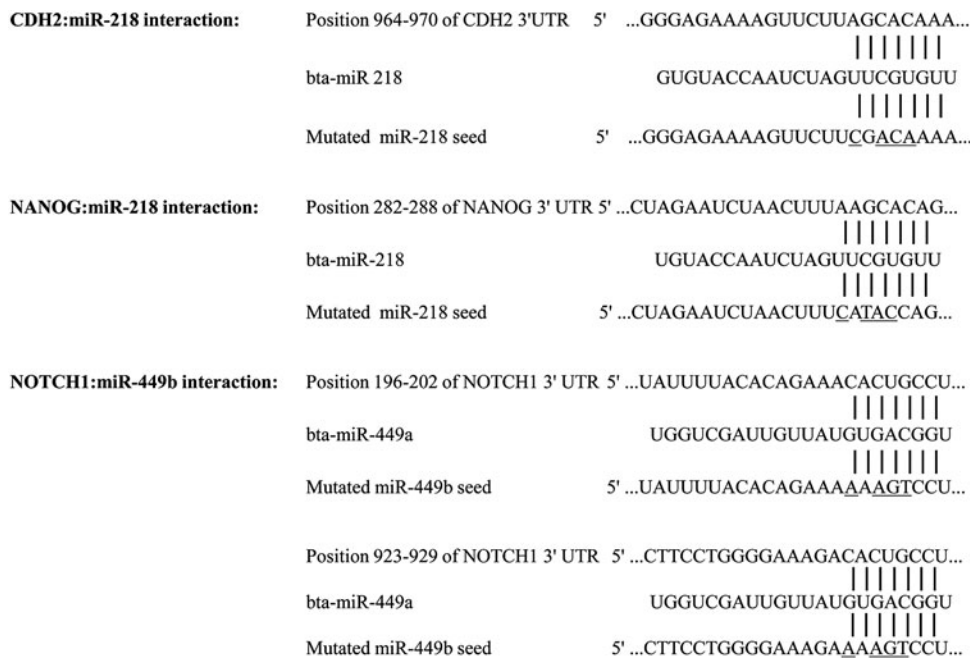 CDH2:miR-218 interaction: Position 964-970 of CDH2 3'UTR 5' ...GGGAGAAAAGUUCUUAGCACAAA...
bta-miR 218 GUGUACCAAUCUAGUUCGUGUU
Mutated miR-218 seed 5' ...GGGAGAAAAGUUCUUCGACAAAA...
NANOG:miR-218 interaction: Position 282-288 of NANOG 3' UTR 5' ...CUAGAAUCUAACUUUAAGCACAG...
bta-miR-218 UGUACCAAUCUAGUUCGUGUU
Mutated miR-218 seed 5' ...CUAGAAUCUAACUUUCATACCAG...
NOTCH1:miR-449b interaction: Position 196-202 of NOTCH1 3' UTR 5' ...UAUUUUACACAGAAACACUGCCU...
bta-miR-449a UGGUCGAUUGUUAUGUGACGGU
Mutated miR-449b seed 5' ...UAUUUUACACAGAAAAAAGTCCU...
Position 923-929 of NOTCH1 3' UTR 5' ...CTTCCTGGGGAAAGACACUGCCU...
bta-miR-449a UGGUCGAUUGUUAUGUGACGGU
Mutated miR-449b seed 5' ...CTTCCTGGGGAAAGAAAAGTCCU...